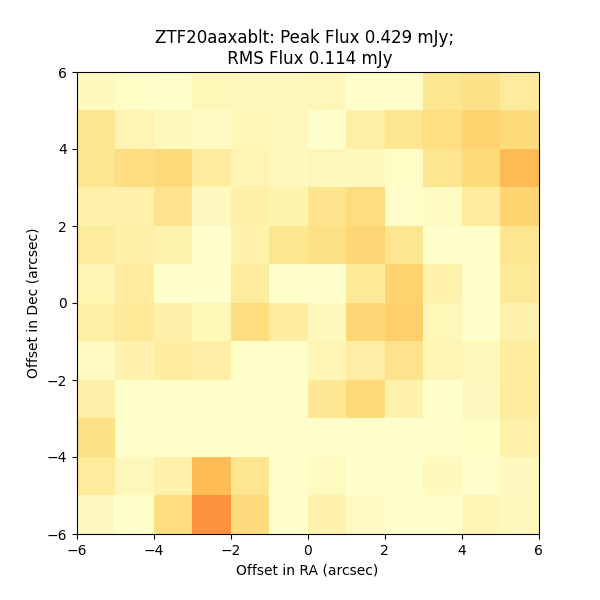 ZTF20aaxablt: Peak Flux 0.429 mJy;
RMS Flux 0.114 mJy
6
4
2
0
−2
−4
−6
Offset in Dec (arcsec)
−6 −4 −2 0 2 4 6
Offset in RA (arcsec)